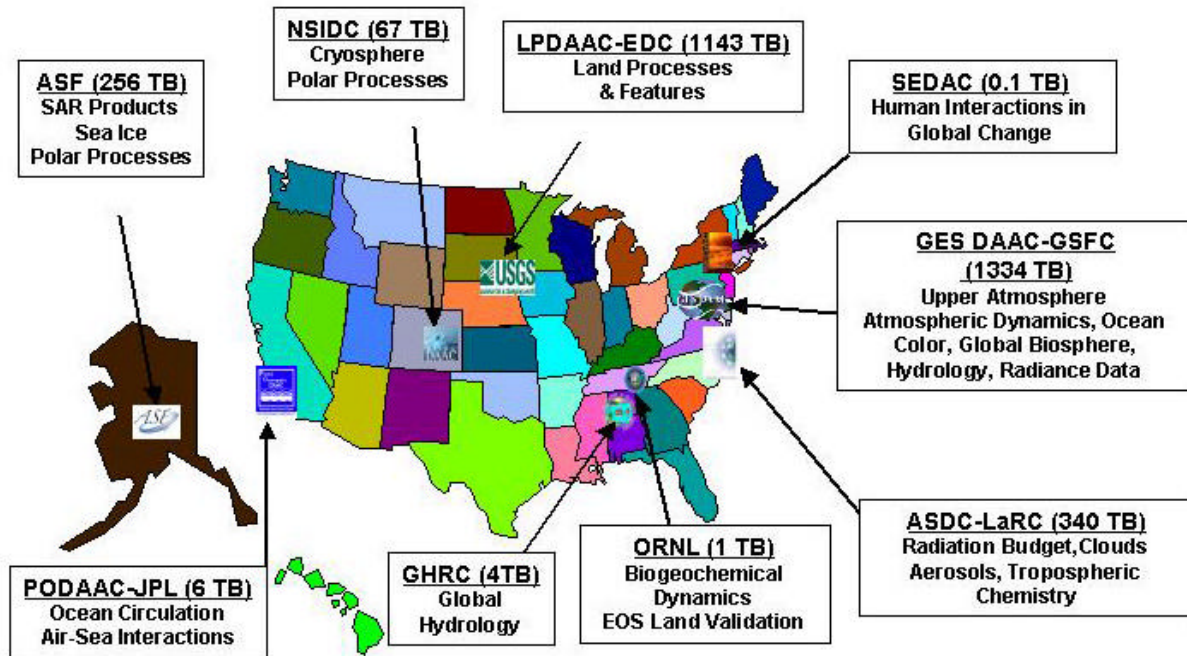 NSIDC (67 TB)
Cryosphere
Polar Processes
LPDAAC-EDC (1143 TB)
Land Processes
& Features
ASF (256 TB)
SAR Products
Sea Ice
Polar Processes
SEDAC (0.1 TB)
Human Interactions in
Global Change
GES DAAC-GSFC
(1334 TB)
Upper Atmosphere
Atmospheric Dynamics, Ocean
Color, Global Biosphere,
Hydrology, Radiance Data
USGS
ASF
ASDC-LaRC (340 TB)
Radiation Budget,Clouds
Aerosols, Tropospheric
Chemistry
ORNL (1 TB)
Biogeochemical
Dynamics
EOS Land Validation
GHRC (4TB)
Global
Hydrology
PODAAC-JPL (6 TB)
Ocean Circulation
Air-Sea Interactions